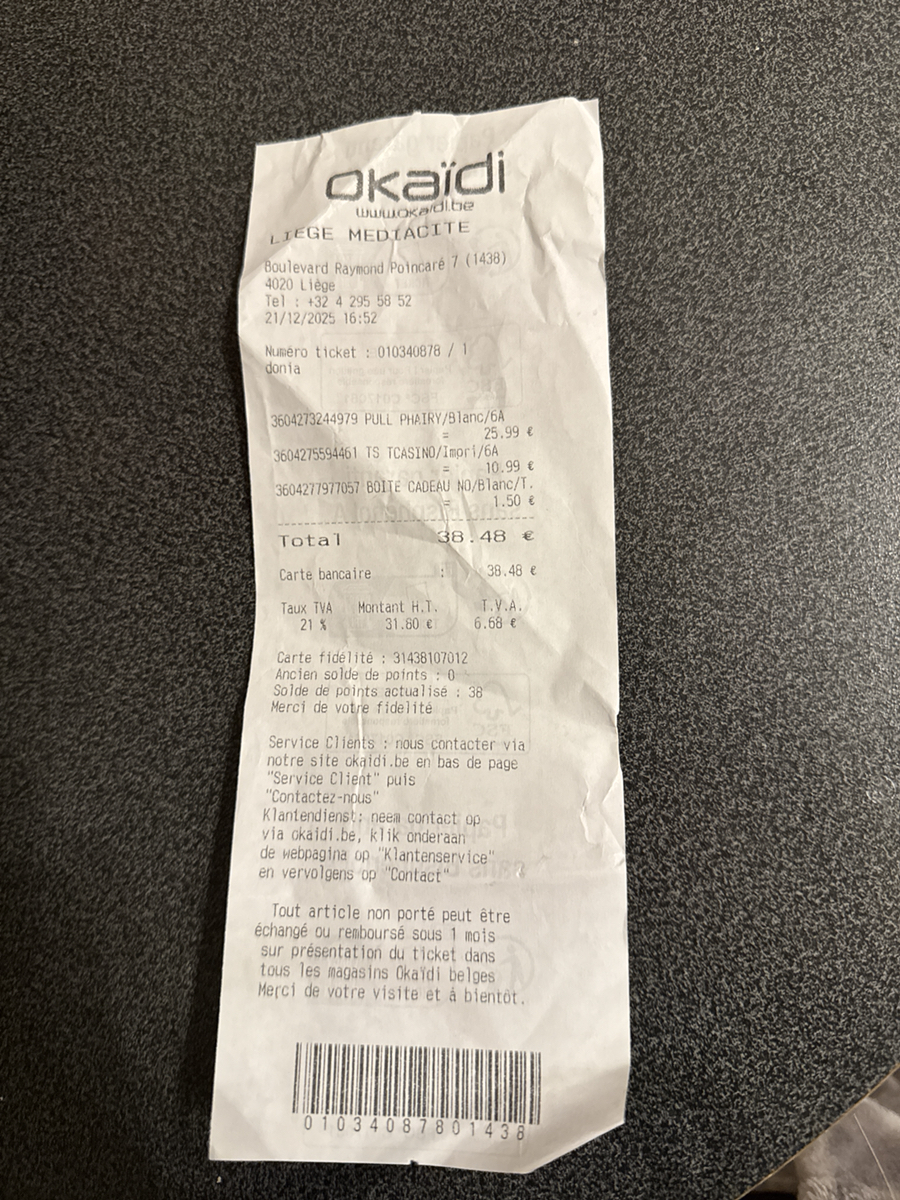 okaïdi
www.okaidi.be
LIEGE MEDIACITE
Boulevard Raymond Poincaré 7 (1438)
4020 Liège
Tel : +32 4 295 58 52
21/12/2025 16:52
Numéro ticket : 010340878 / 1
donia
3604273244979 PULL PHAIRY/Blanc/6A
= 25.99 €
3604275594461 TS TCASINO/Impri/6A
= 10.99 €
3604277977057 BOITE CADEAU NO/Blanc/T.
= 1.50 €
Total 38.48 €
Carte bancaire : 38.48 €
Taux TVA Montant H.T. T.V.A.
21 % 31.80 € 6.68 €
Carte fidélité : 31438107012
Ancien solde de points : 0
Solde de points actualisé : 38
Merci de votre fidelité
Service Clients : nous contacter via
notre site okaidi.be en bas de page
"Service Client" puis
"Contactez-nous"
Klantendienst: neem contact op
via okaidi.be, klik onderaan
de webpagina op "Klantenservice"
en vervolgens op "Contact"
Tout article non porté peut être
échangé ou remboursé sous 1 mois
sur présentation du ticket dans
tous les magasins Okaïdi belges
Merci de votre visite et à bientôt.
01034087801438